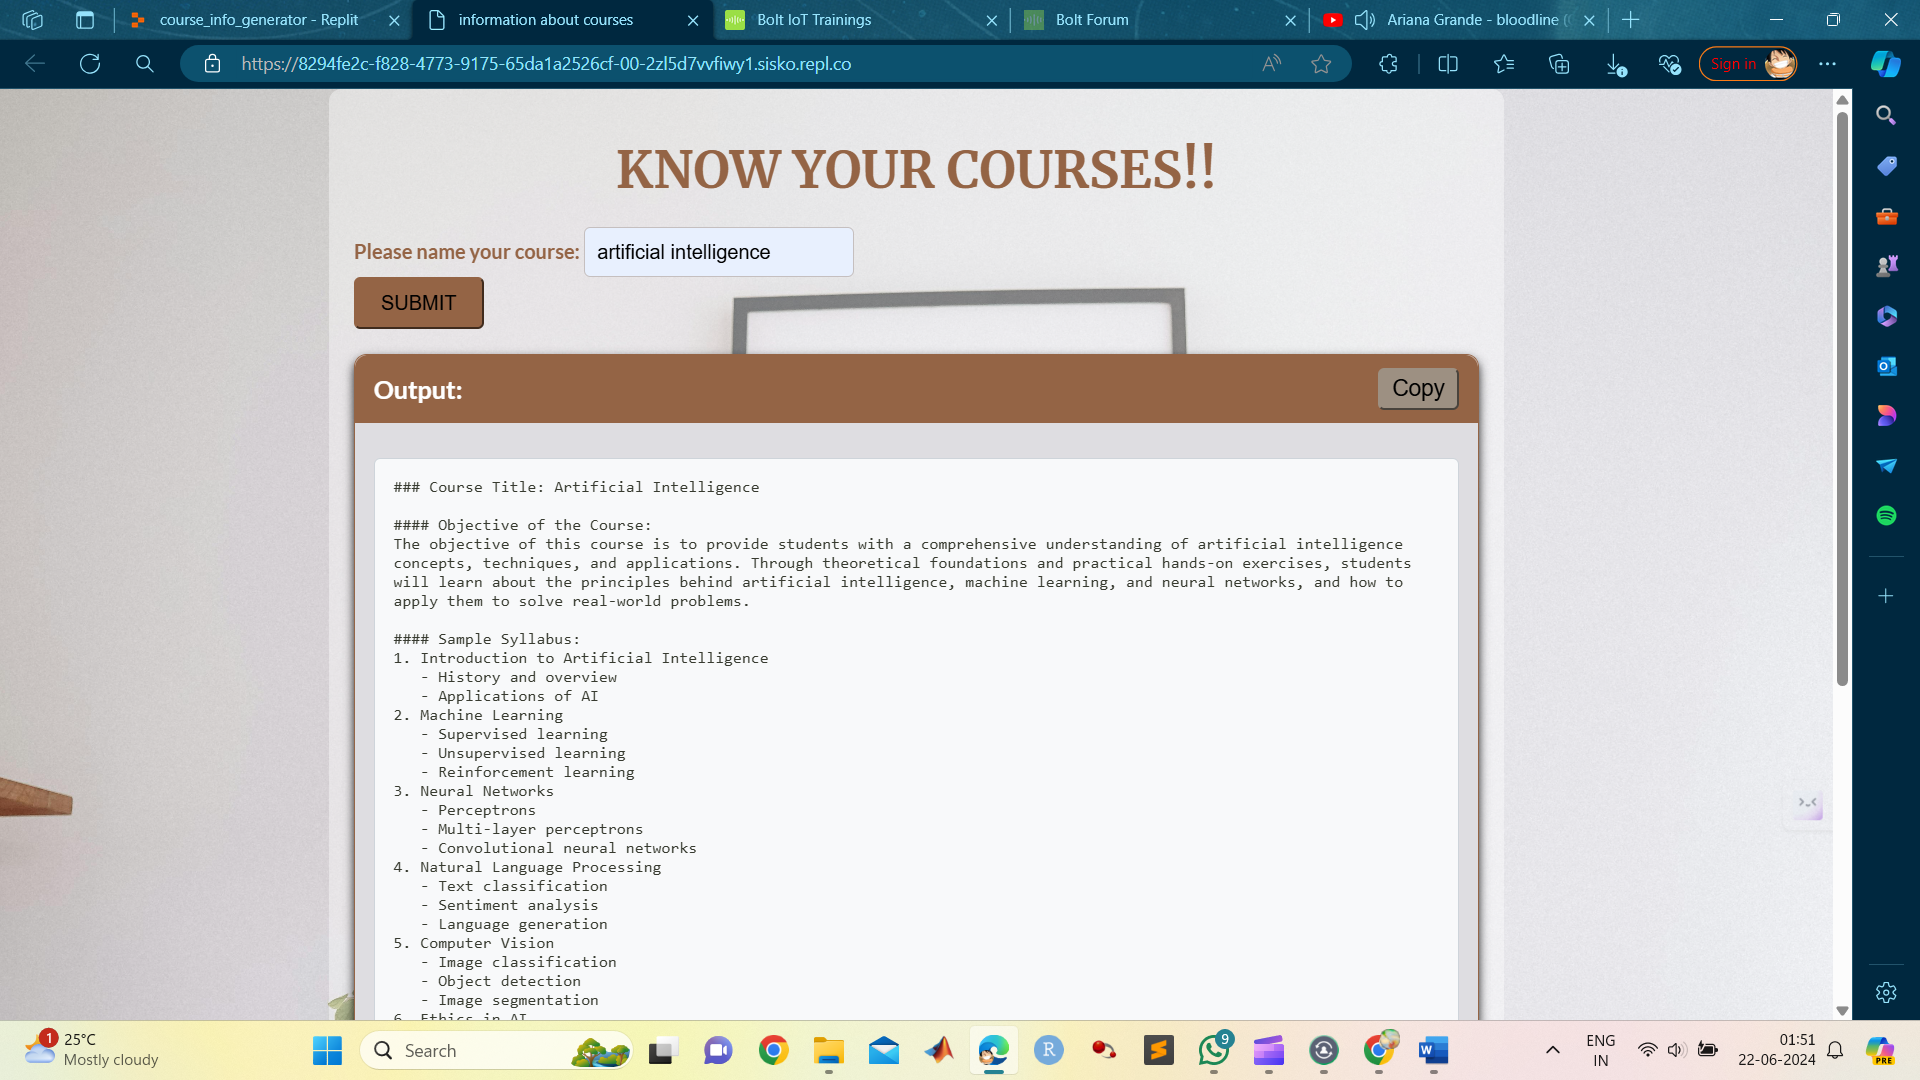 course_info_generator - Replit
information about courses
Bolt IoT Trainings
Bolt Forum
Ariana Grande - bloodline (
https://8294fe2c-f828-4773-9175-65da1a2526cf-00-2zl5d7vvfiwy1.sisko.repl.co
Sign in
KNOW YOUR COURSES!!
Please name your course: artificial intelligence
SUBMIT
Output:
Copy
### Course Title: Artificial Intelligence
#### Objective of the Course:
The objective of this course is to provide students with a comprehensive understanding of artificial intelligence
concepts, techniques, and applications. Through theoretical foundations and practical hands-on exercises, students
will learn about the principles behind artificial intelligence, machine learning, and neural networks, and how to
apply them to solve real-world problems.
#### Sample Syllabus:
1. Introduction to Artificial Intelligence
- History and overview
- Applications of AI
2. Machine Learning
- Supervised learning
- Unsupervised learning
- Reinforcement learning
3. Neural Networks
- Perceptrons
- Multi-layer perceptrons
- Convolutional neural networks
4. Natural Language Processing
- Text classification
- Sentiment analysis
- Language generation
5. Computer Vision
- Image classification
- Object detection
- Image segmentation
6. Ethics in AI
1
25°C
Mostly cloudy
Search
R
S
9
W
ENG
IN
01:51
22-06-2024
PRE